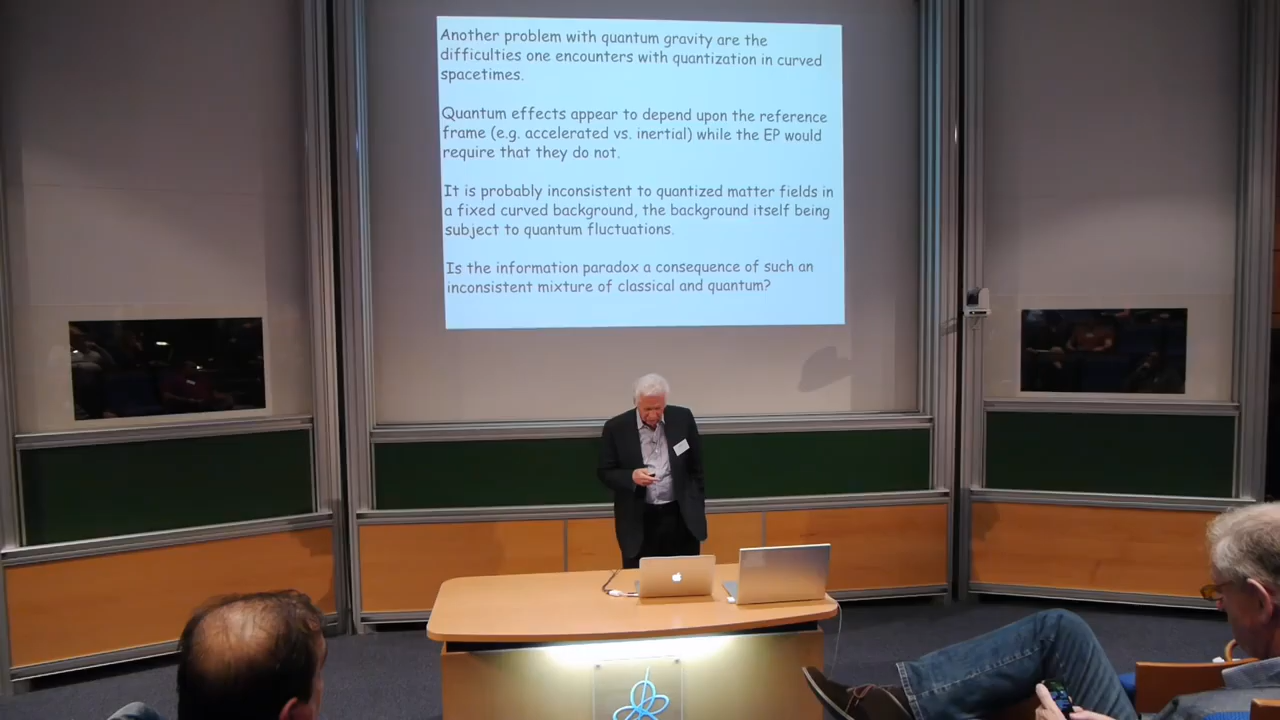 Another problem with quantum gravity are the
difficulties one encounters with quantization in curved
spacetimes.
Quantum effects appear to depend upon the reference
frame (e.g. accelerated vs. inertial) while the EP would
require that they do not.
It is probably inconsistent to quantized matter fields in
a fixed curved background, the background itself being
subject to quantum fluctuations.
Is the information paradox a consequence of such an
inconsistent mixture of classical and quantum?